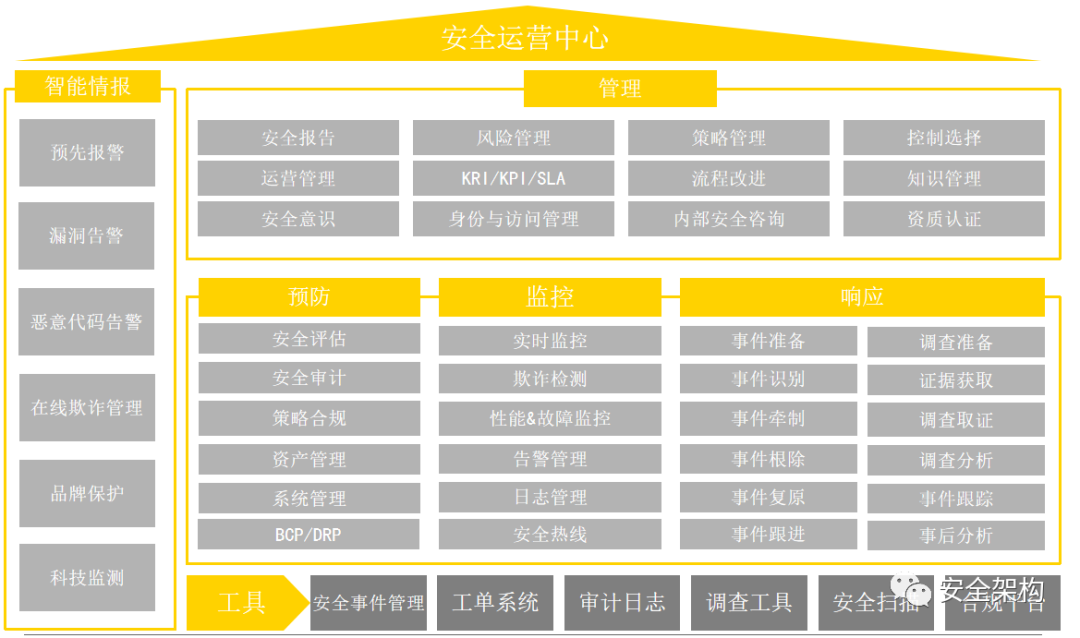 安全运营中心
智能情报
预先报警
漏洞告警
恶意代码告警
在线欺诈管理
品牌保护
科技监测
管理
安全报告
风险管理
策略管理
控制选择
运营管理
KRI/KPI/SLA
流程改进
知识管理
安全意识
身份与访问管理
内部安全咨询
资质认证
预防
安全评估
安全审计
策略合规
资产管理
系统管理
BCP/DRP
监控
实时监控
欺诈检测
性能&故障监控
告警管理
日志管理
安全热线
响应
事件准备
事件识别
事件牵制
事件根除
事件复原
事件跟进
调查准备
证据获取
调查取证
调查分析
事件跟踪
事后分析
工具
安全事件管理
工单系统
审计日志
调查工具
安全扫描
合规平台
安全架构